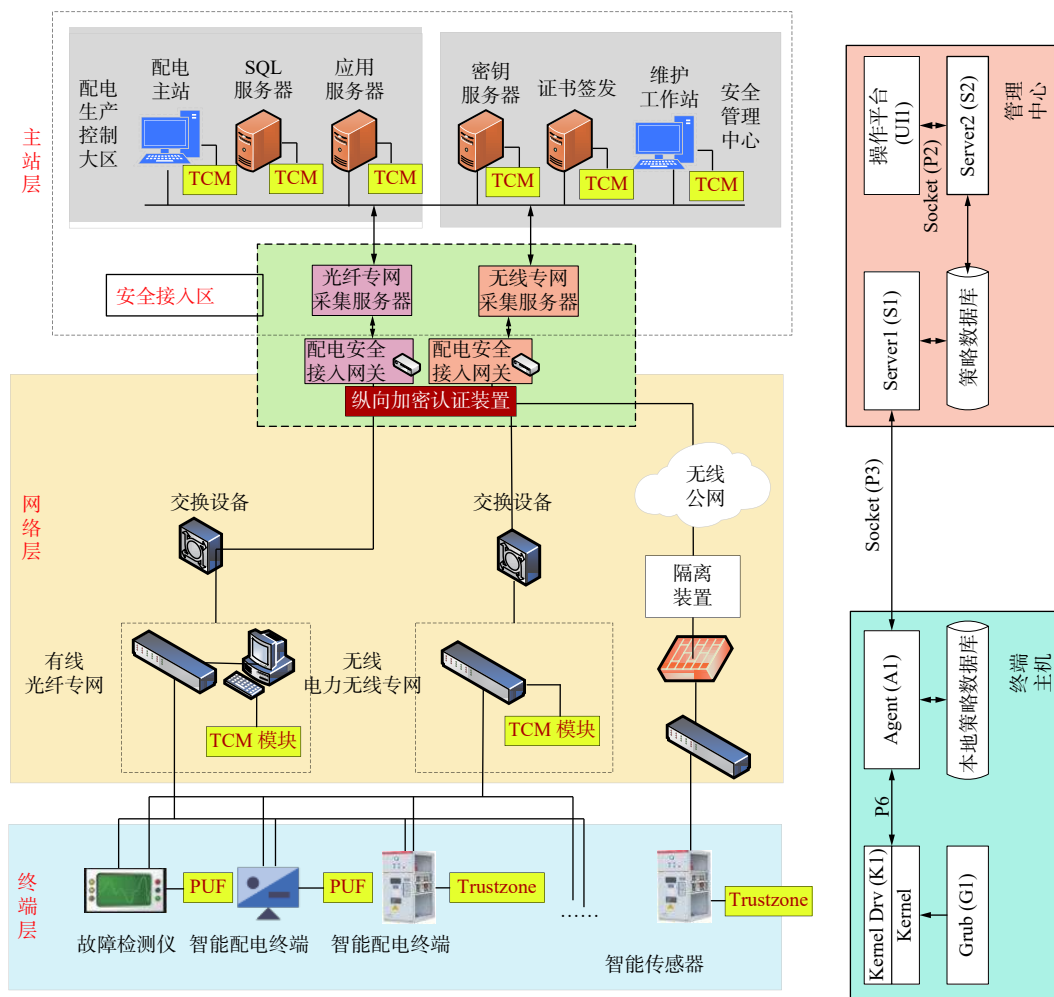 主
站
层
配电
生产
控制
大区
配电
主站
SQL
服务器
应用
服务器
TCM
TCM
TCM
密钥
服务器
证书签发
维护
工作站
安全
管理
中心
TCM
TCM
TCM
安全接入区
光纤专网
采集服务器
无线专网
采集服务器
配电安全
接入网关
配电安全
接入网关
纵向加密认证装置
网
络
层
交换设备
交换设备
无线
公网
隔离
装置
有线
光纤专网
TCM 模块
无线
电力无线专网
TCM 模块
终
端
层
PUF
PUF
Trustzone
Trustzone
......
故障检测仪
智能配电终端
智能配电终端
智能传感器
操作平台
(UI1)
Socket (P2)
Server2 (S2)
管理
中心
Server1 (S1)
策略数据库
Socket (P3)
Agent (A1)
本地策略数据库
终端
主机
P6
Kernel Drv (K1)
Kernel
Grub (G1)